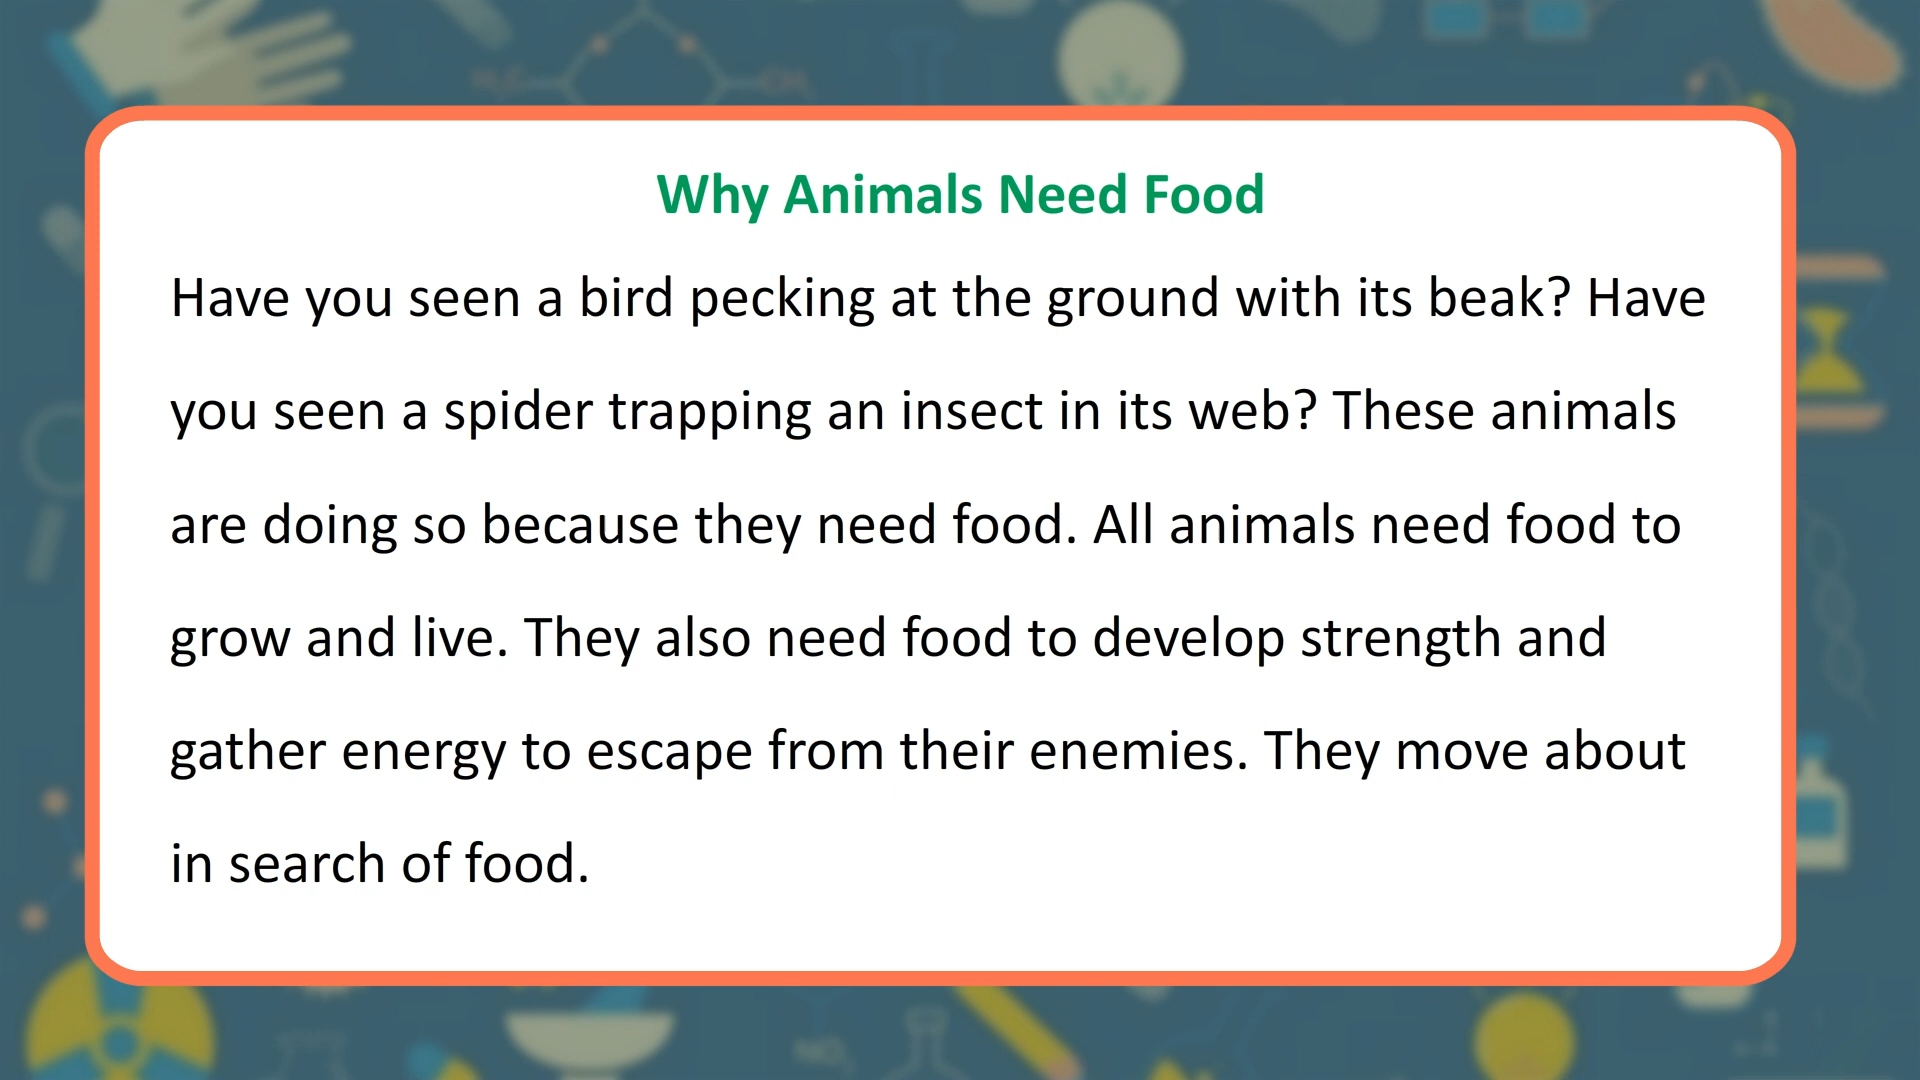 Why Animals Need Food
Have you seen a bird pecking at the ground with its beak? Have
you seen a spider trapping an insect in its web? These animals
are doing so because they need food. All animals need food to
grow and live. They also need food to develop strength and
gather energy to escape from their enemies. They move about
in search of food.